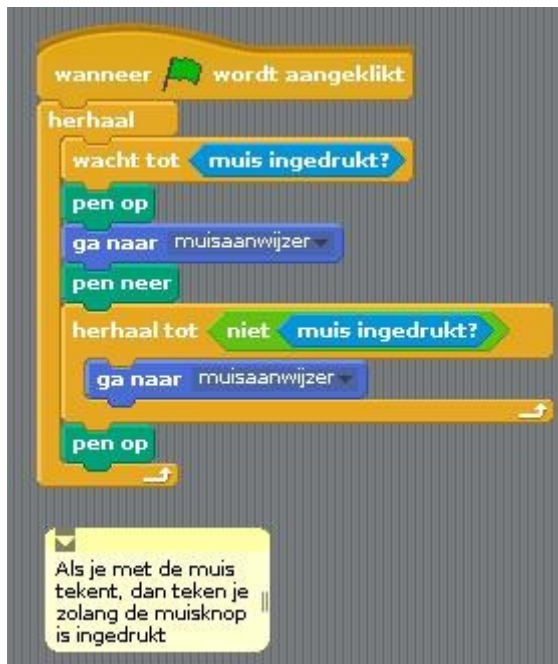 wanneer wordt aangeklikt
herhaal
wacht tot muis ingedrukt?
pen op
ga naar muisaanwijzer
pen neer
herhaal tot niet muis ingedrukt?
ga naar muisaanwijzer
pen op
Als je met de muis
tekent, dan teken je
zolang de muisknop
is ingedrukt